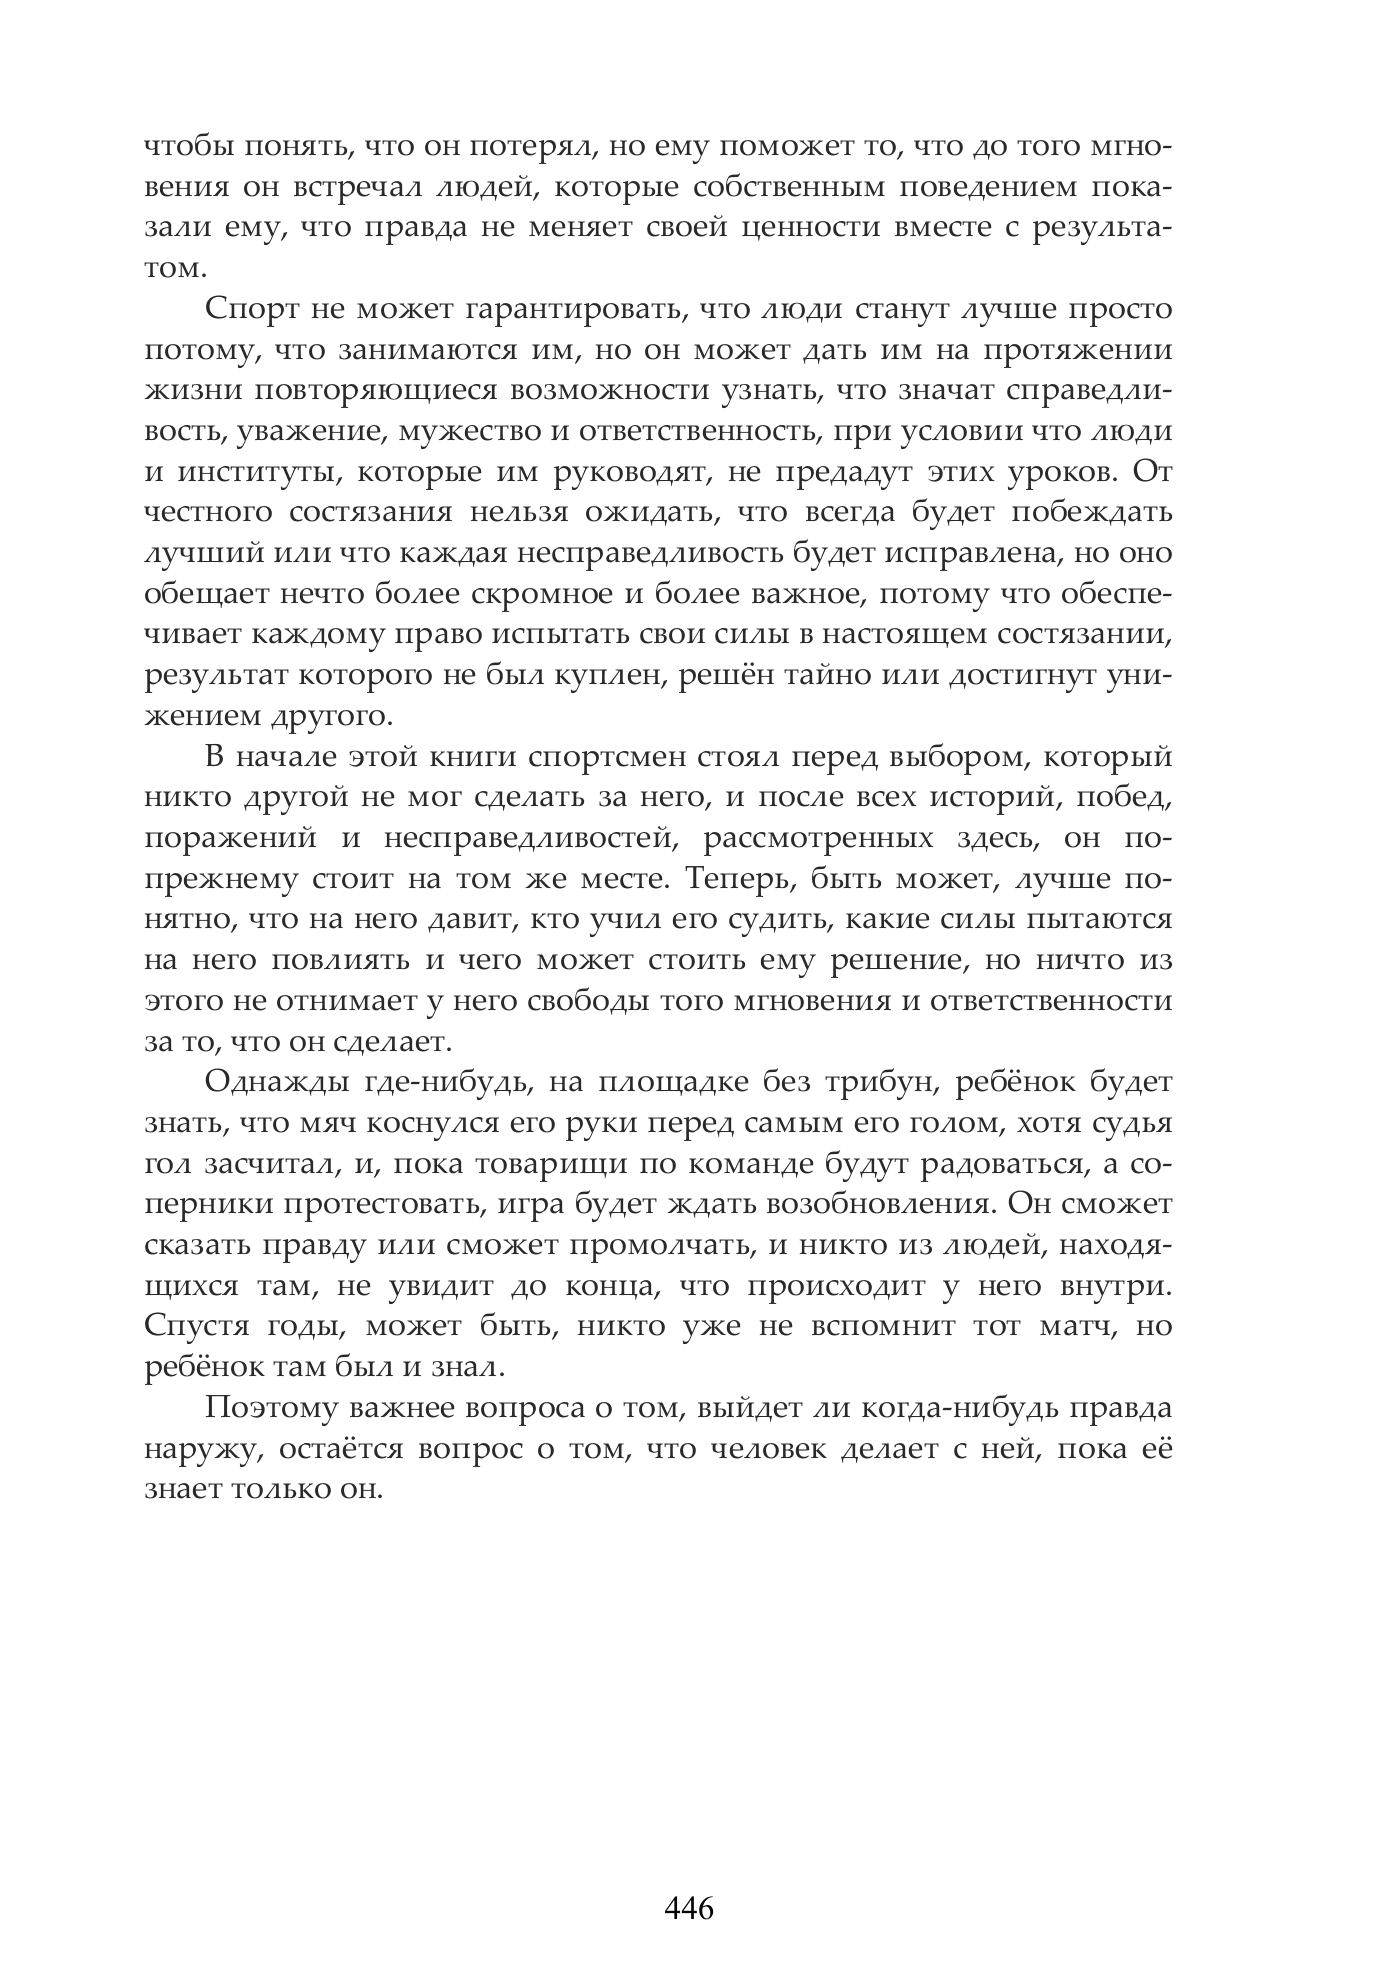 чтобы понять, что он потерял, но ему поможет то, что до того мгно-
вения он встречал людей, которые собственным поведением пока-
зали ему, что правда не меняет своей ценности вместе с результа-
том.
Спорт не может гарантировать, что люди станут лучше просто
потому, что занимаются им, но он может дать им на протяжении
жизни повторяющиеся возможности узнать, что значат справедли-
вость, уважение, мужество и ответственность, при условии что люди
и институты, которые им руководят, не предадут этих уроков. От
честного состязания нельзя ожидать, что всегда будет побеждать
лучший или что каждая несправедливость будет исправлена, но оно
обещает нечто более скромное и более важное, потому что обеспе-
чивает каждому право испытать свои силы в настоящем состязании,
результат которого не был куплен, решён тайно или достигнут уни-
жением другого.
В начале этой книги спортсмен стоял перед выбором, который
никто другой не мог сделать за него, и после всех историй, побед,
поражений и несправедливостей, рассмотренных здесь, он по-
прежнему стоит на том же месте. Теперь, быть может, лучше по-
нятно, что на него давит, кто учил его судить, какие силы пытаются
на него повлиять и чего может стоить ему решение, но ничто из
этого не отнимает у него свободы того мгновения и ответственности
за то, что он сделает.
Однажды где-нибудь, на площадке без трибун, ребёнок будет
знать, что мяч коснулся его руки перед самым его голом, хотя судья
гол засчитал, и, пока товарищи по команде будут радоваться, а со-
перники протестовать, игра будет ждать возобновления. Он сможет
сказать правду или сможет промолчать, и никто из людей, находя-
щихся там, не увидит до конца, что происходит у него внутри.
Спустя годы, может быть, никто уже не вспомнит тот матч, но
ребёнок там был и знал.
Поэтому важнее вопроса о том, выйдет ли когда-нибудь правда
наружу, остаётся вопрос о том, что человек делает с ней, пока её
знает только он.
446